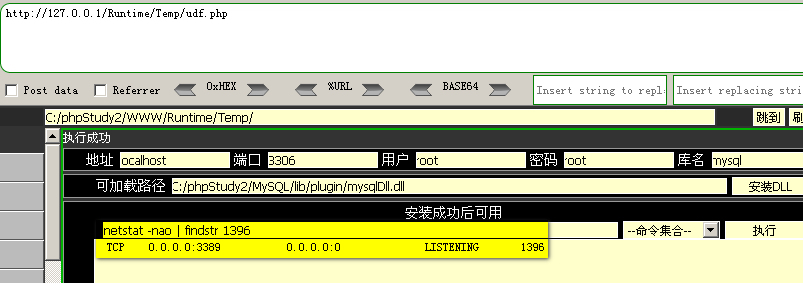 http://127.0.0.1/Runtime/Temp/udf.php
Post data Referrer 0xHEX %URL BASE64 Insert string to repl Insert replacing string
C:/phpStudy2/WWW/Runtime/Temp/ 跳到 刷
执行成功
地址 ocalhost 端口 3306 用户 root 密码 root 库名 mysql
可加载路径 C:/phpStudy2/MySQL/lib/plugin/mysqlDll.dll 安装DLL
安装成功后可用
netstat -nao | findstr 1396 --命令集合-- 执行
TCP 0.0.0.0:3389 0.0.0.0:0 LISTENING 1396